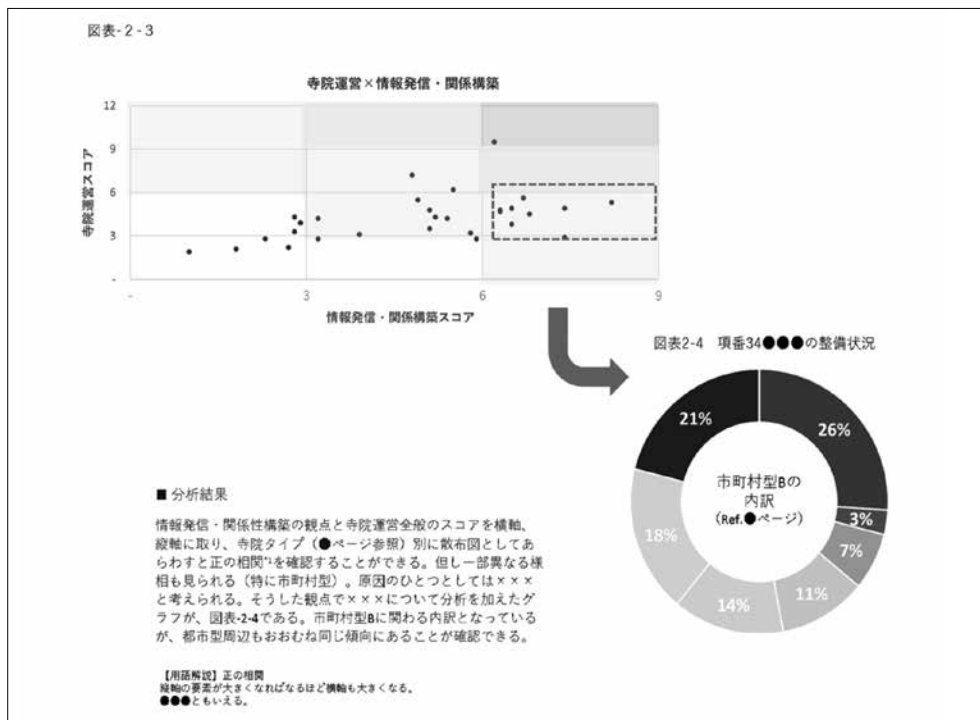 図表-2-3
寺院運営×情報発信・関係構築
寺院運営スコア
12
9
6
3
-
-
3
6
9
情報発信・関係構築スコア
図表2-4 項番34●●●の整備状況
26%
3%
7%
11%
14%
18%
21%
市町村型Bの
内訳
(Ref.●ページ)
■ 分析結果
情報発信・関係性構築の観点と寺院運営全般のスコアを横軸、
縦軸に取り、寺院タイプ（●ページ参照）別に散布図としてあ
らわすと正の相関*1を確認することができる。但し一部異なる様
相も見られる（特に市町村型）。原因のひとつとしては×××
と考えられる。そうした観点で×××について分析を加えたグ
ラフが、図表-2-4である。市町村型Bに関わる内訳となっている
が、都市型周辺もおおむね同じ傾向にあることが確認できる。
【用語解説】正の相関
縦軸の要素が大きくなればなるほど横軸も大きくなる。
●●●ともいえる。